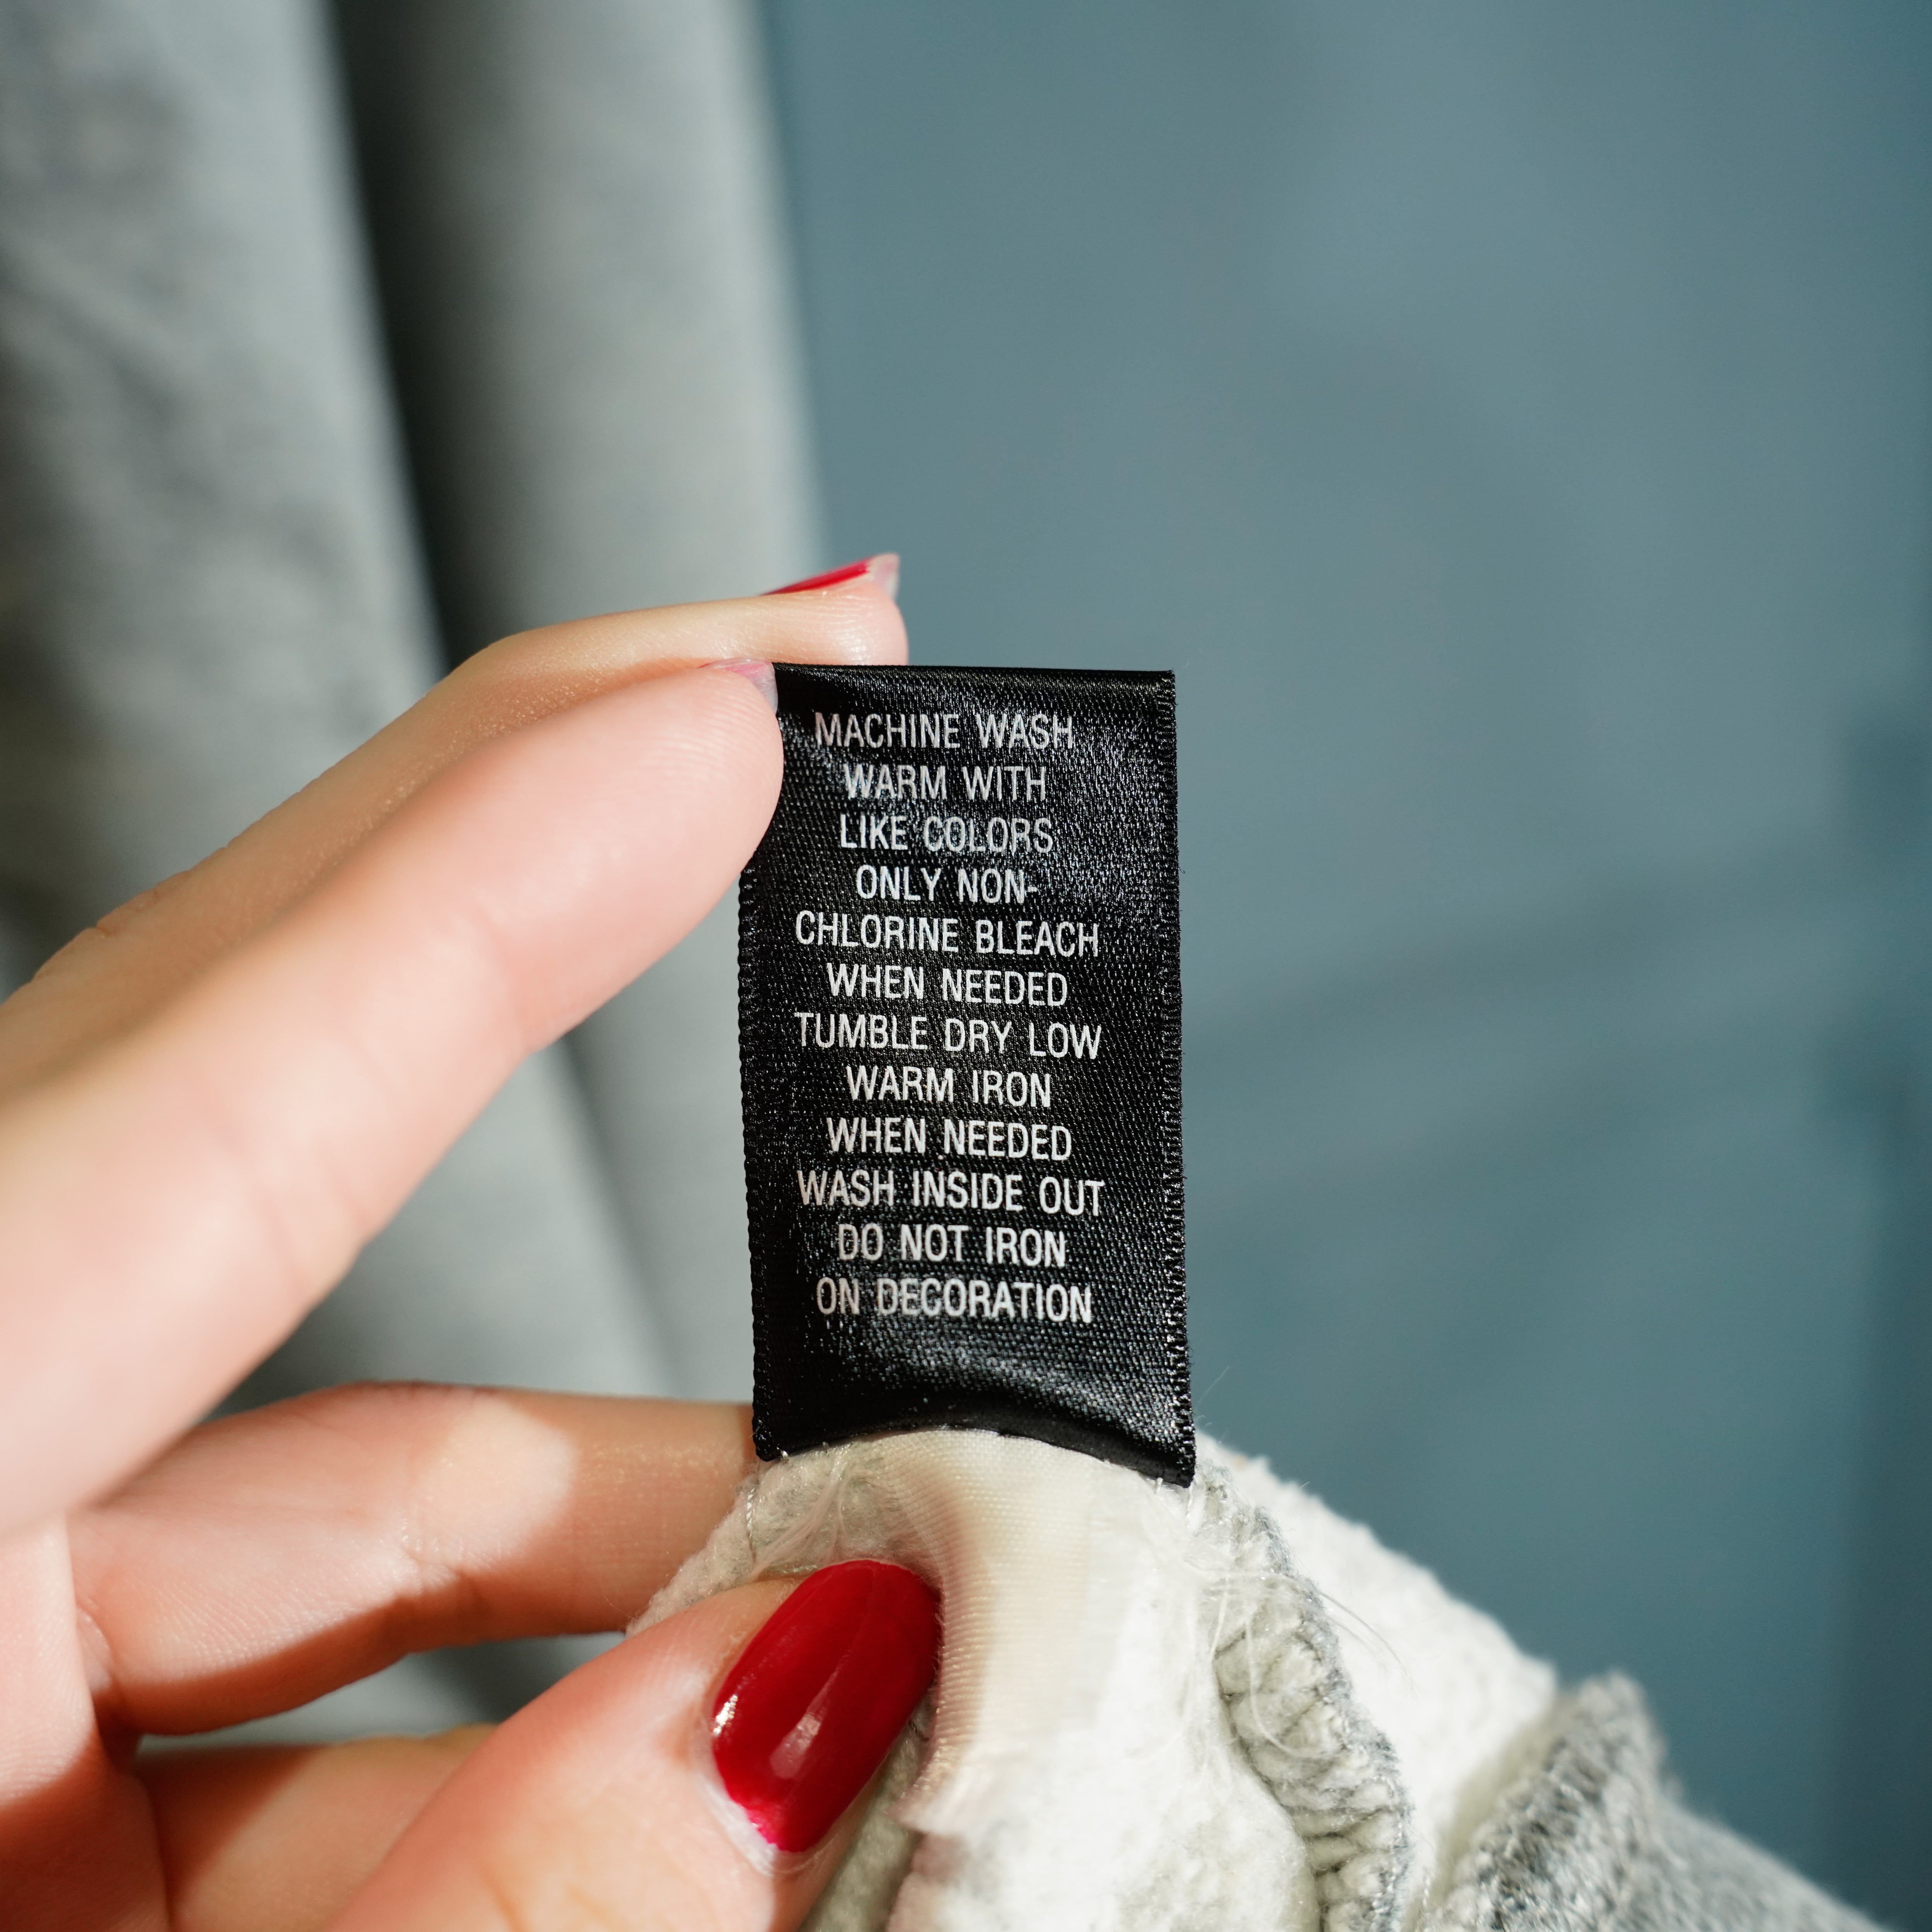 MACHINE WASH
WARM WITH
LIKE COLORS
ONLY NON-
CHLORINE BLEACH
WHEN NEEDED
TUMBLE DRY LOW
WARM IRON
WHEN NEEDED
WASH INSIDE OUT
DO NOT IRON
ON DECORATION